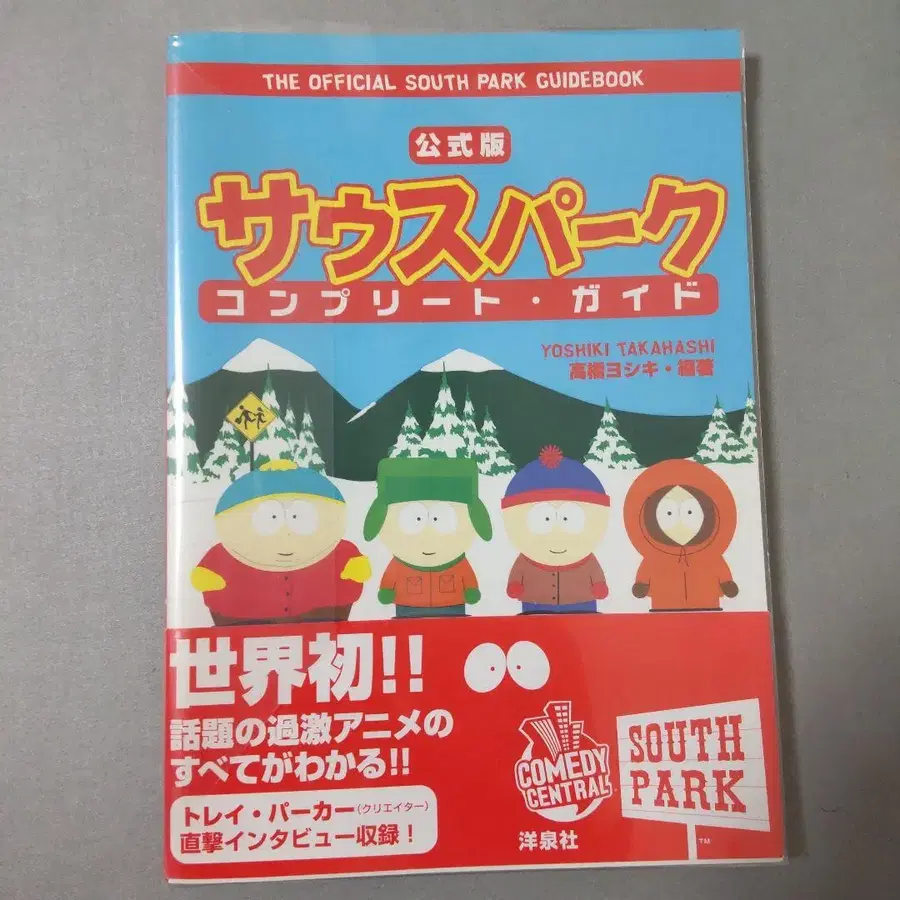 THE OFFICIAL SOUTH PARK GUIDEBOOK
公式版
サウスパーク
コンプリート・ガイド
YOSHIKI TAKAHASHI
高橋ヨシキ・編著
世界初!!
話題の過激アニメの
すべてがわかる!!
トレイ・パーカー(クリエイター)
直撃インタビュー収録!
COMEDY
CENTRAL
洋泉社
SOUTH
PARK
TM